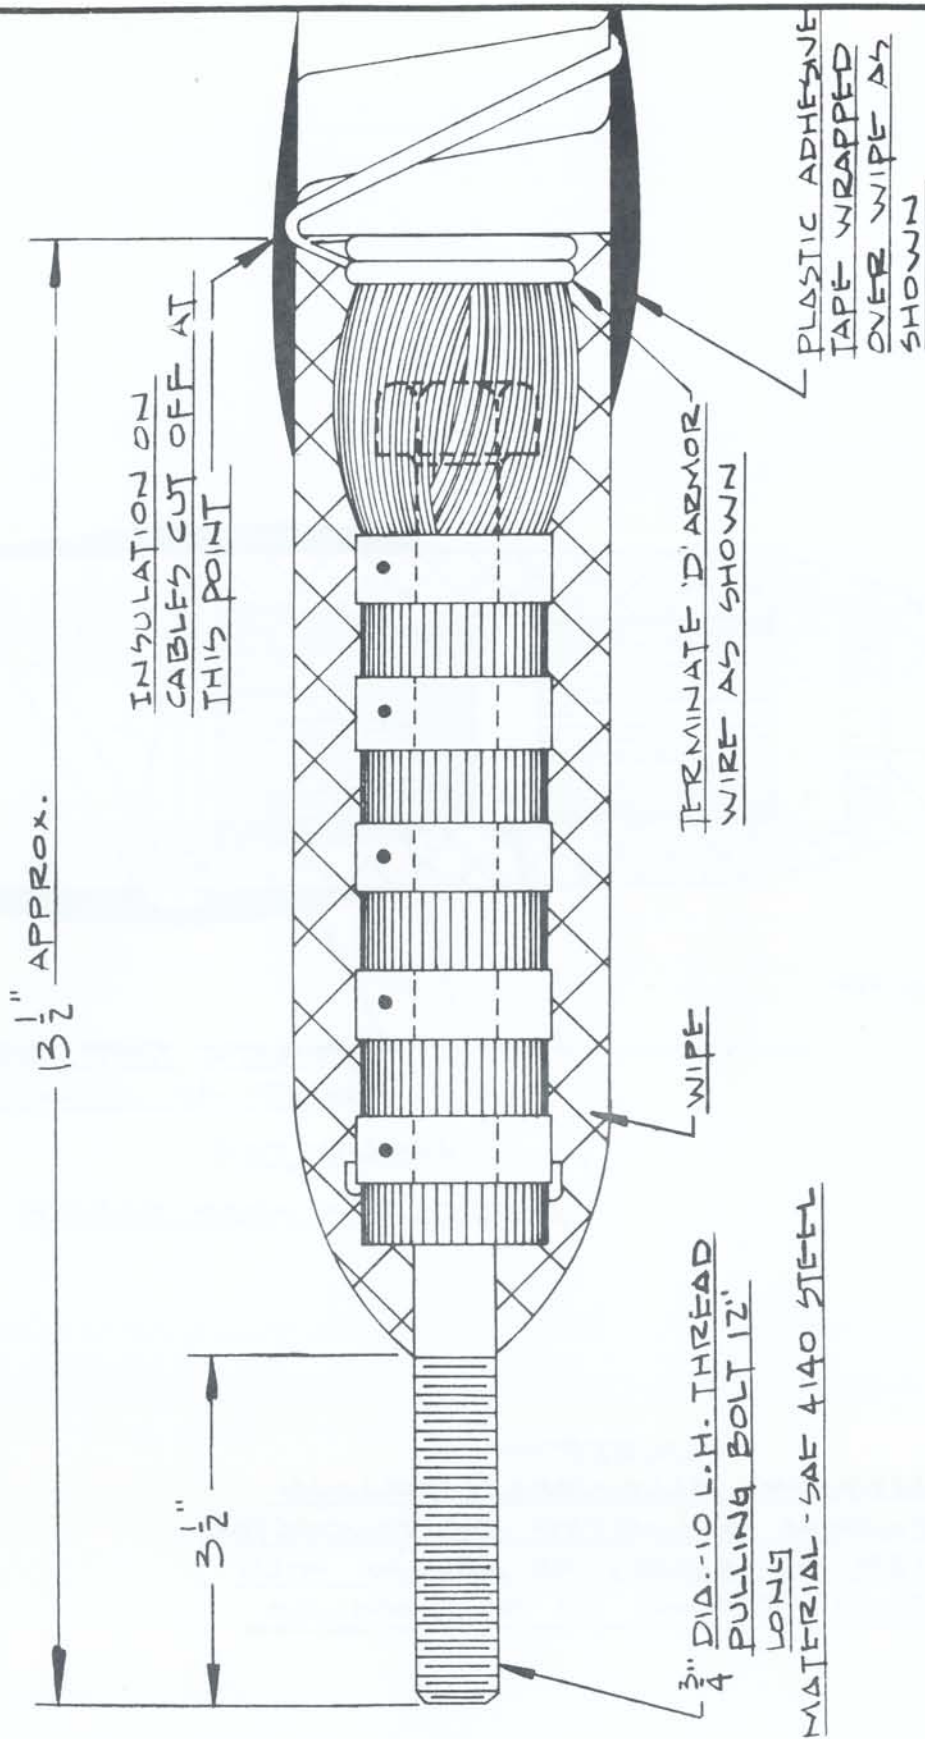 13 1/2" APPROX.
3 1/2"
INSULATION ON
CABLES CUT OFF AT
THIS POINT
PLASTIC ADHESIVE
TAPE WRAPPED
OVER WIPE AS
SHOWN
TERMINATE 'D' ARMOR
WIRE AS SHOWN
WIPE
3/4" DIA.-10 L.H. THREAD
PULLING BOLT 12"
LONG
MATERIAL-SAE 4140 STEEL